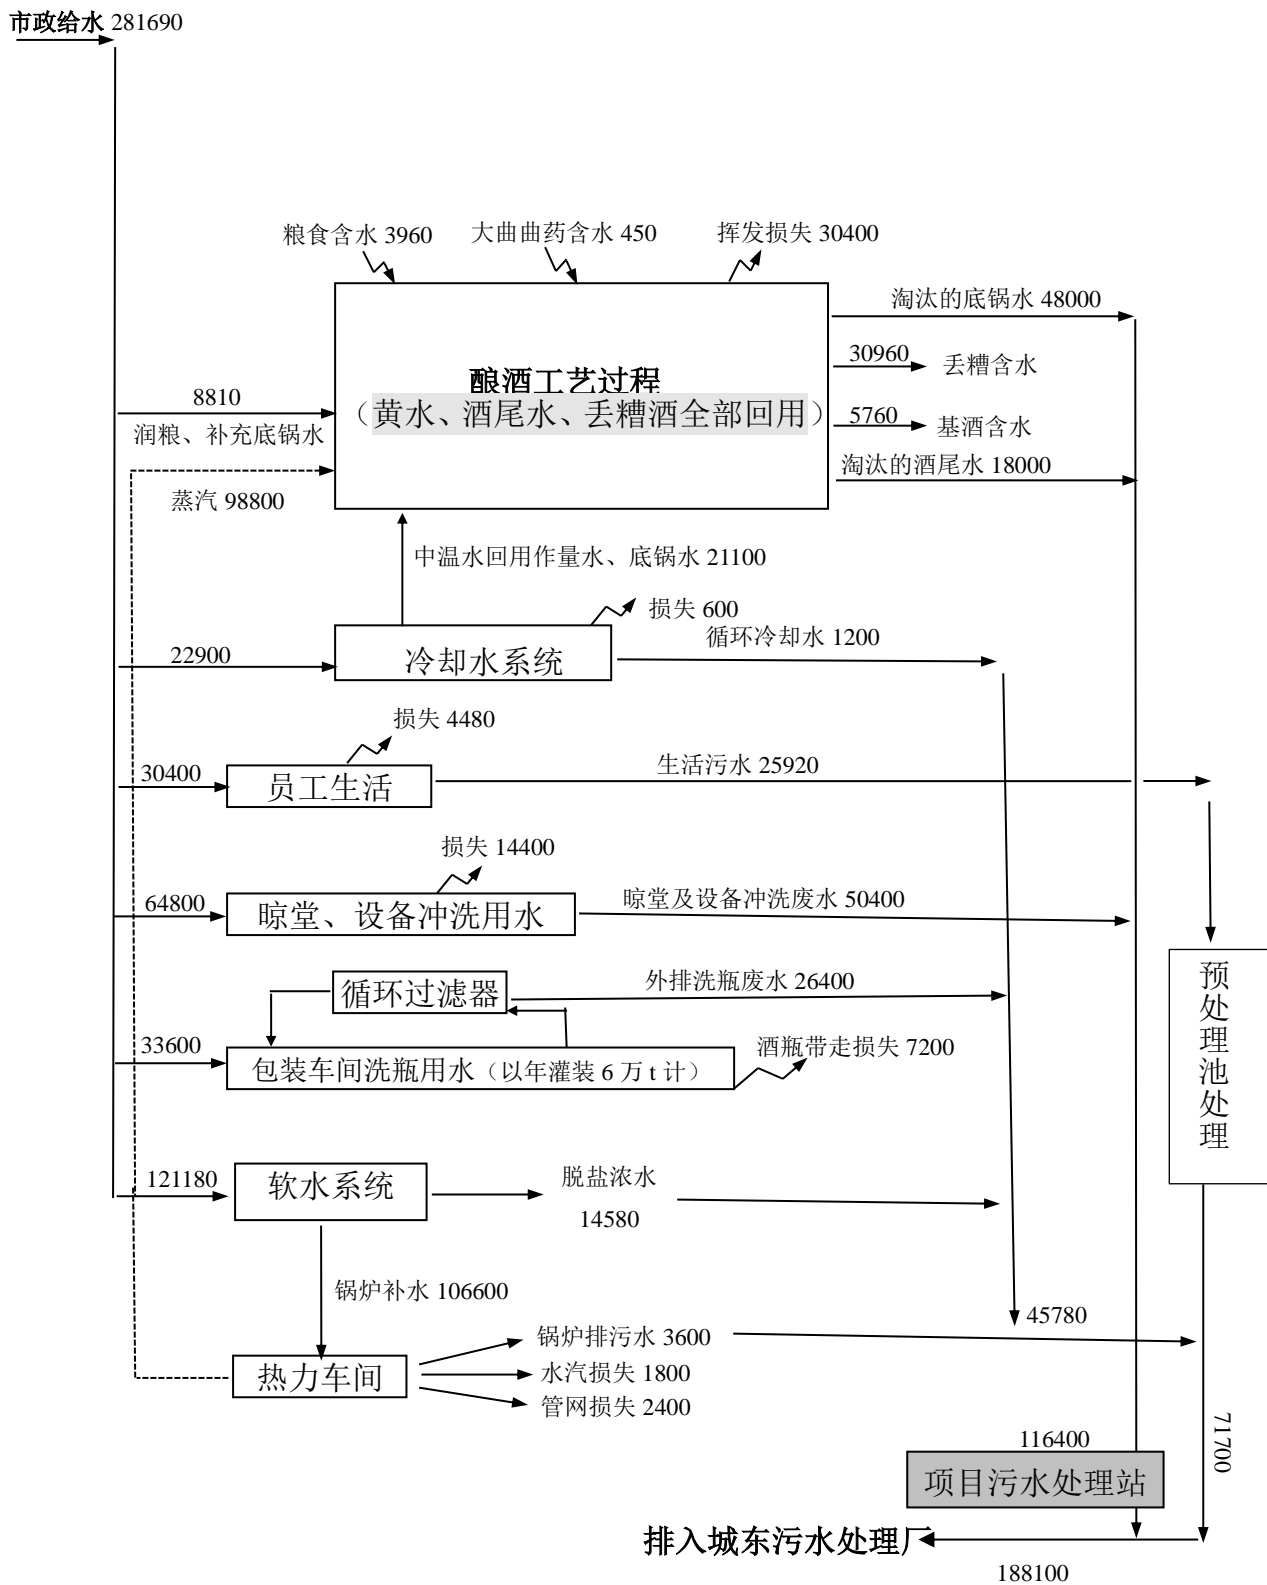 市政给水 281690
粮食含水 3960
大曲曲药含水 450
挥发损失 30400
淘汰的底锅水 48000
30960
丢糟含水
酿酒工艺过程
8810
（黄水、酒尾水、丢糟酒全部回用）
5760
基酒含水
润粮、补充底锅水
淘汰的酒尾水 18000
蒸汽 98800
中温水回用作量水、底锅水 21100
损失 600
循环冷却水 1200
22900
冷却水系统
损失 4480
生活污水 25920
30400
员工生活
损失 14400
64800
晾堂、设备冲洗用水
晾堂及设备冲洗废水 50400
预处理池处理
循环过滤器
外排洗瓶废水 26400
33600
包装车间洗瓶用水（以年灌装 6 万 t 计）
酒瓶带走损失 7200
121180
软水系统
脱盐浓水
14580
锅炉补水 106600
45780
锅炉排污水 3600
热力车间
水汽损失 1800
管网损失 2400
71700
116400
项目污水处理站
排入城东污水处理厂
188100